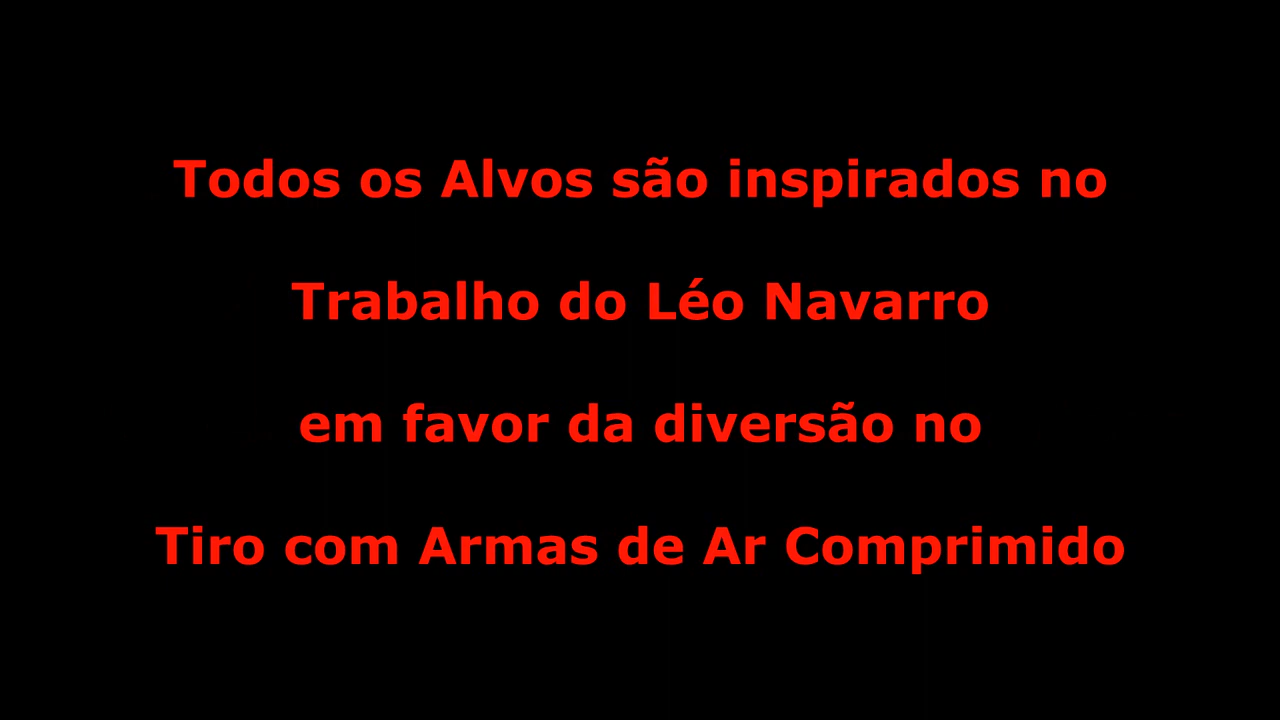 Todos os Alvos são inspirados no
Trabalho do Léo Navarro
em favor da diversão no
Tiro com Armas de Ar Comprimido